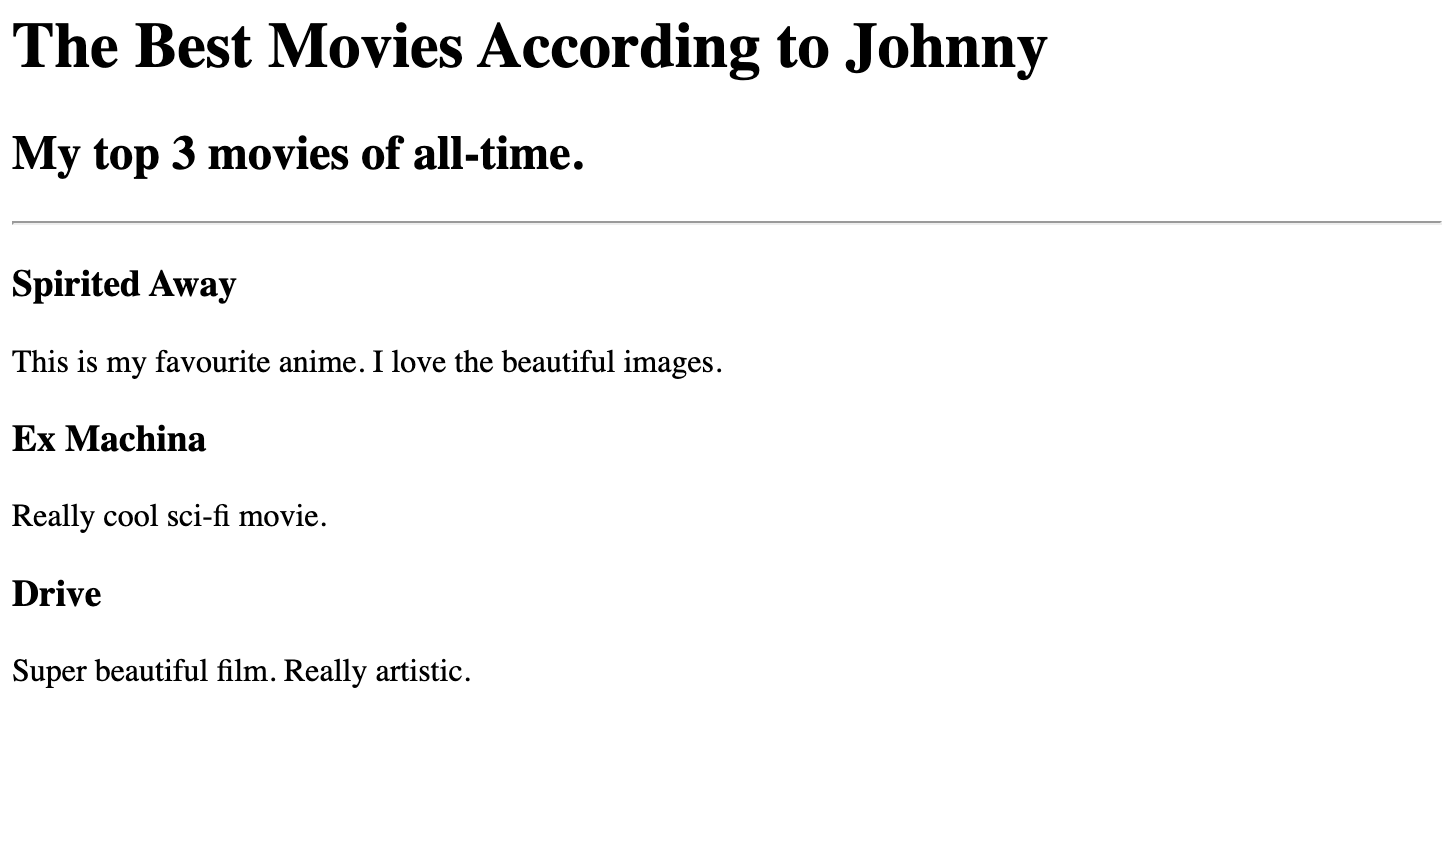 The Best Movies According to Johnny
My top 3 movies of all-time.
Spirited Away
This is my favourite anime. I love the beautiful images.
Ex Machina
Really cool sci-fi movie.
Drive
Super beautiful film. Really artistic.